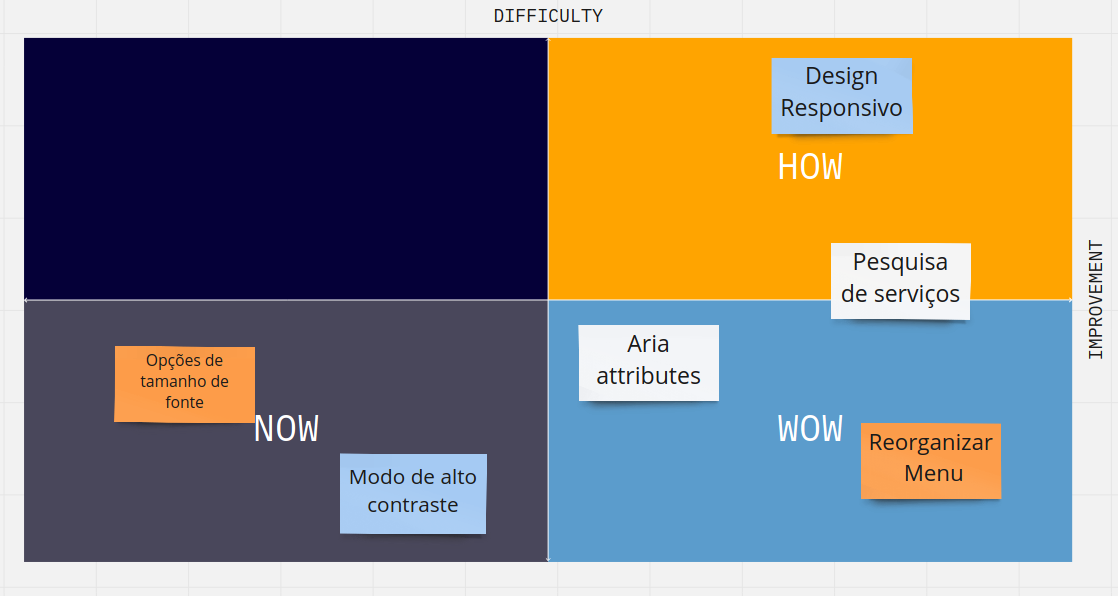 DIFFICULTY
Design
Responsivo
HOW
Pesquisa
de serviços
IMPROVEMENT
Aria
attributes
Opções de
tamanho de
fonte
NOW
WOW
Reorganizar
Menu
Modo de alto
contraste